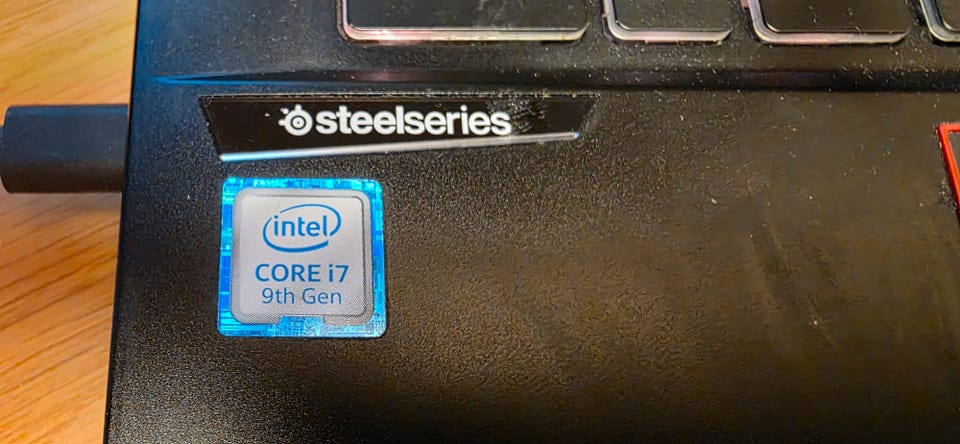 steelseries
intel
CORE i7
9th Gen